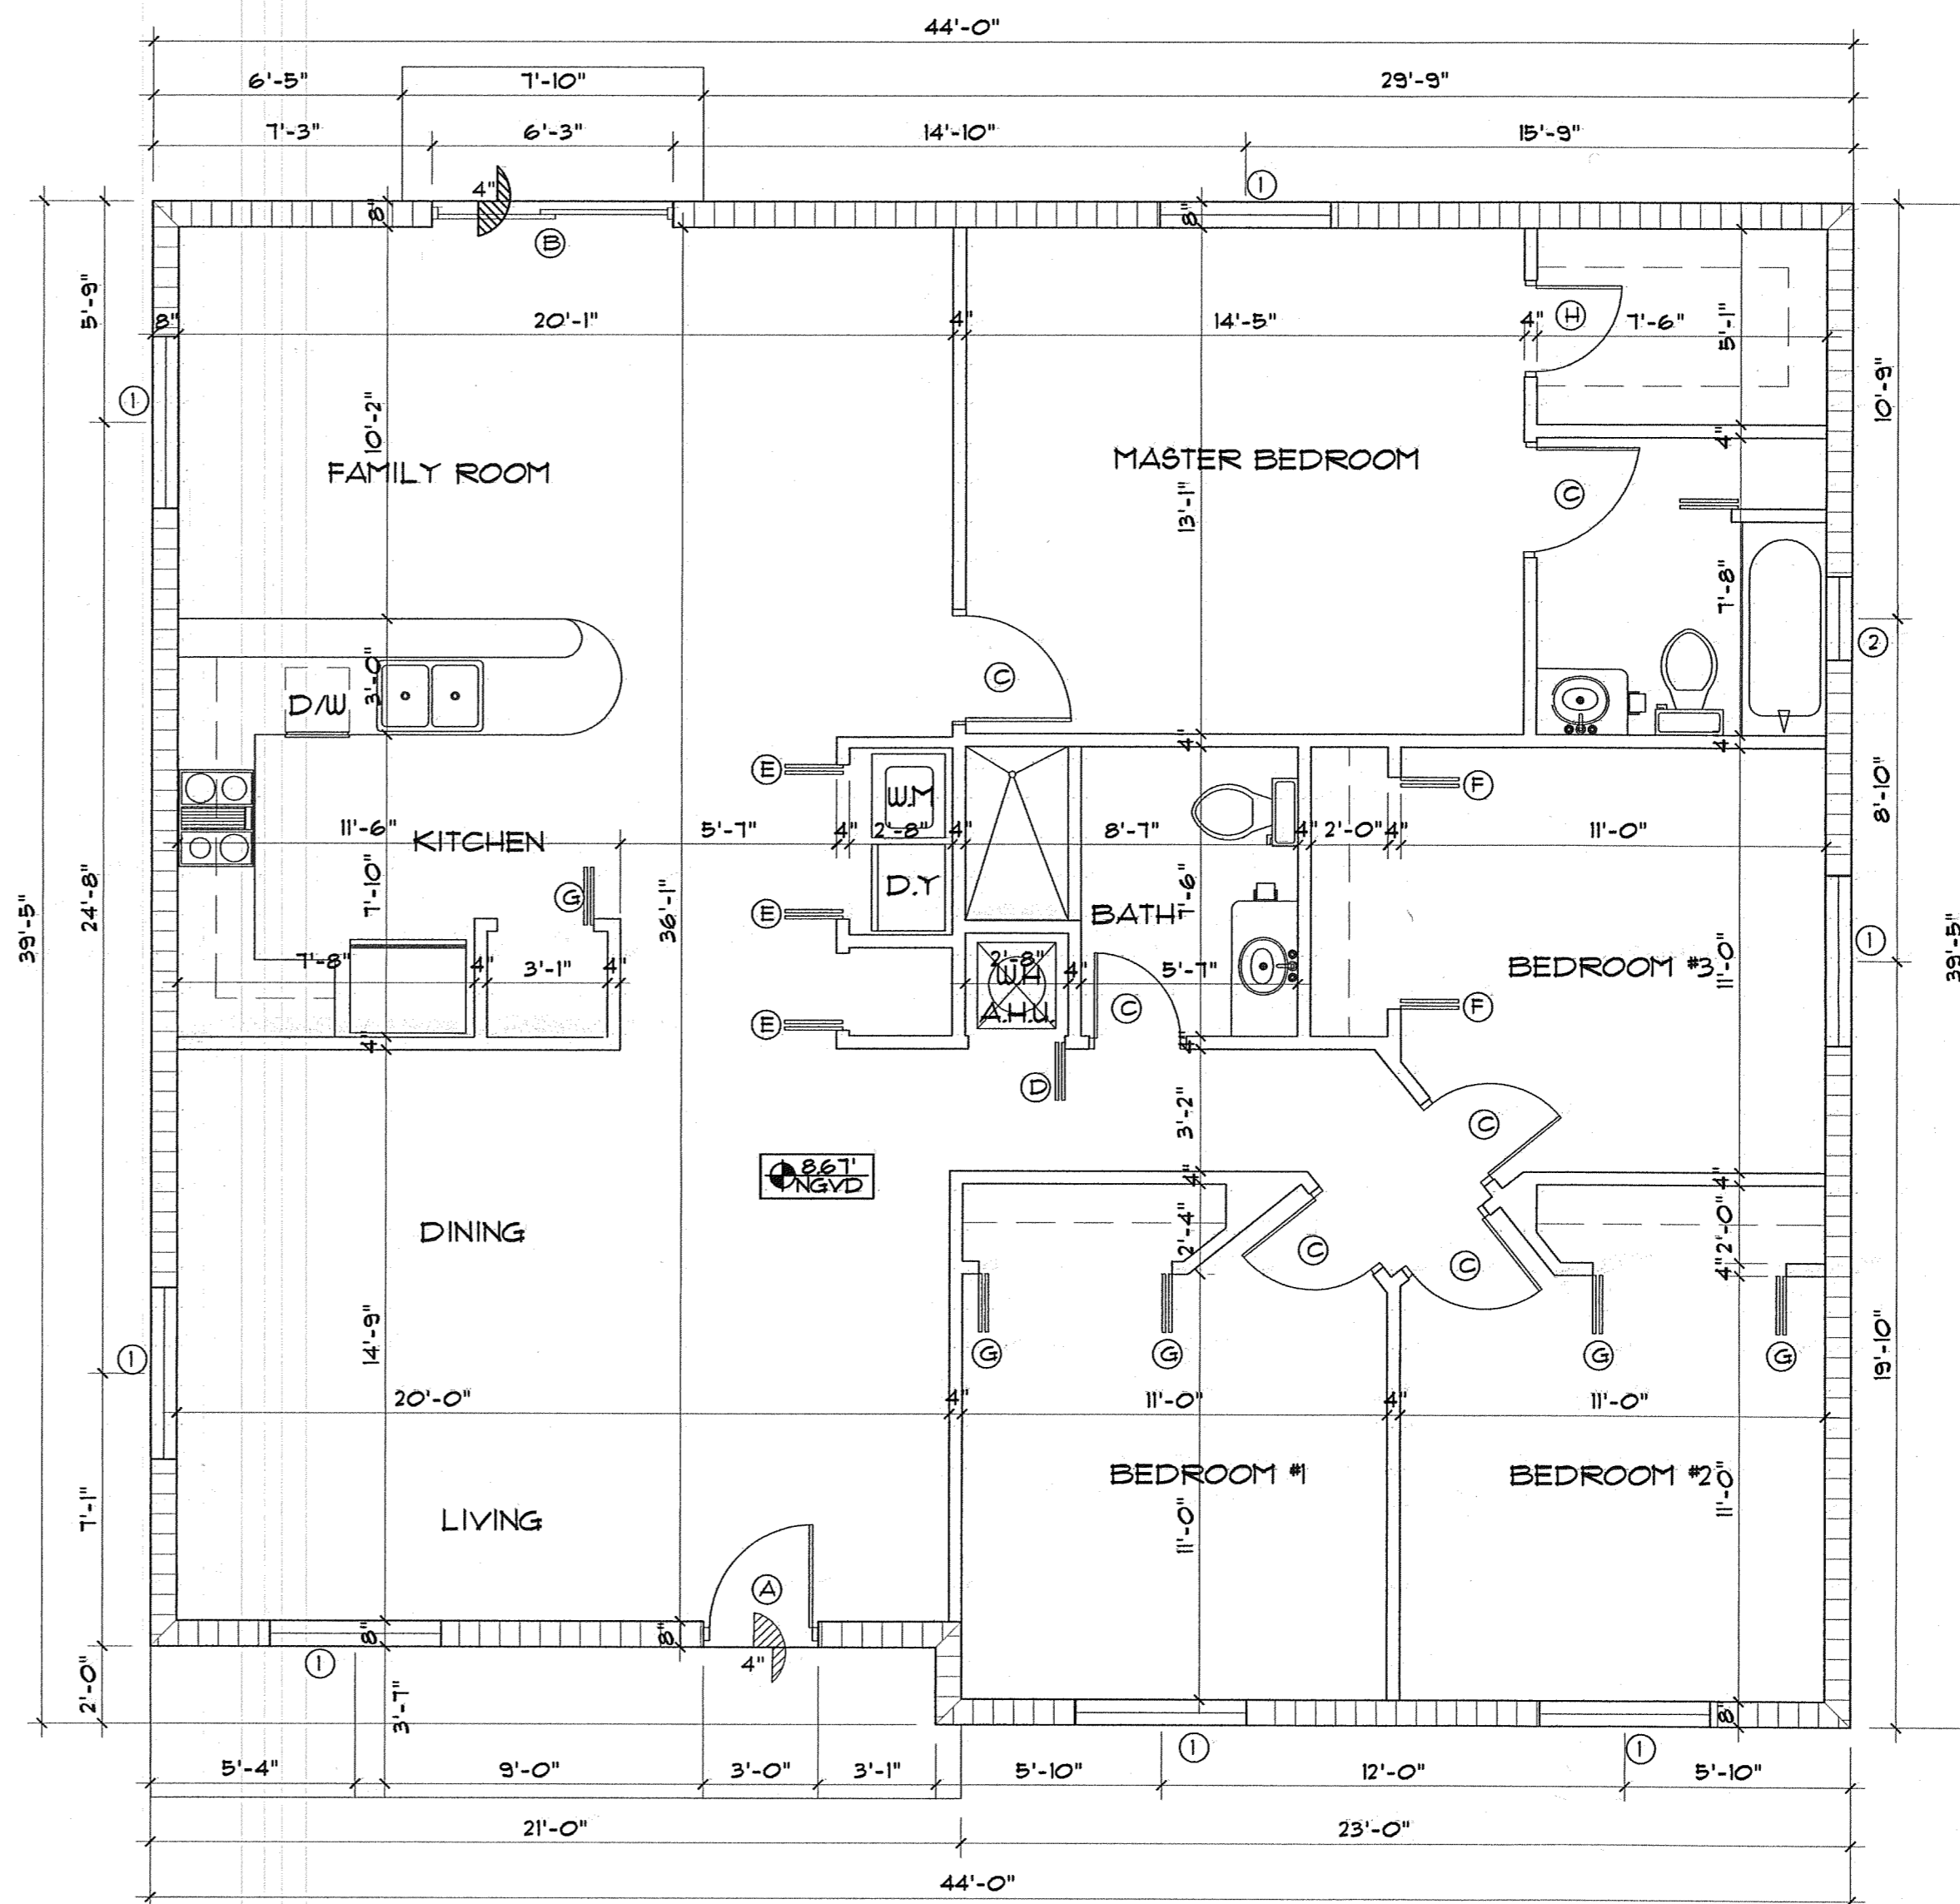 44'-0"
6'-5" 7'-10" 29'-9"
7'-3" 6'-3" 14'-10" 15'-9"
1
4"
8" 8"
B
5'-9"
8" 20'-1" 4" 14'-5" 4" H 7'-6" 5'-1"
1
10'-2"
10'-9"
4"
FAMILY ROOM MASTER BEDROOM
13'-1"
C
7'-8"
2
3'-0"
D/W
C
4" 4"
E W.M F
8'-10"
11'-6" KITCHEN 5'-7" 4" 2'-8" 4" 8'-7" 4" 2'-0" 4" 11'-0"
7'-10"
G E D.Y
BATH 7'-6"
39'-5" 24'-8" 36'-1" 39'-5"
1
7'-8" 4" 3'-1" 4" 2'-8" 4" 5'-7"
BEDROOM #3 11'-0"
W.H
A.H.U.
E C F
4" 4"
D
3'-2"
C
8.67'
NGVD
4" 4"
DINING
2'-4" 2'-0"
C C
4"
14'-9"
1
G G G G
19'-10"
20'-0" 4" 11'-0" 4" 11'-0"
BEDROOM #1 BEDROOM #2 11'-0"
7'-1"
LIVING
11'-0"
A
8" 8"
1
4"
2'-0" 3'-7"
8"
1 1
5'-4" 9'-0" 3'-0" 3'-1" 5'-10" 12'-0" 5'-10"
21'-0" 23'-0"
44'-0"